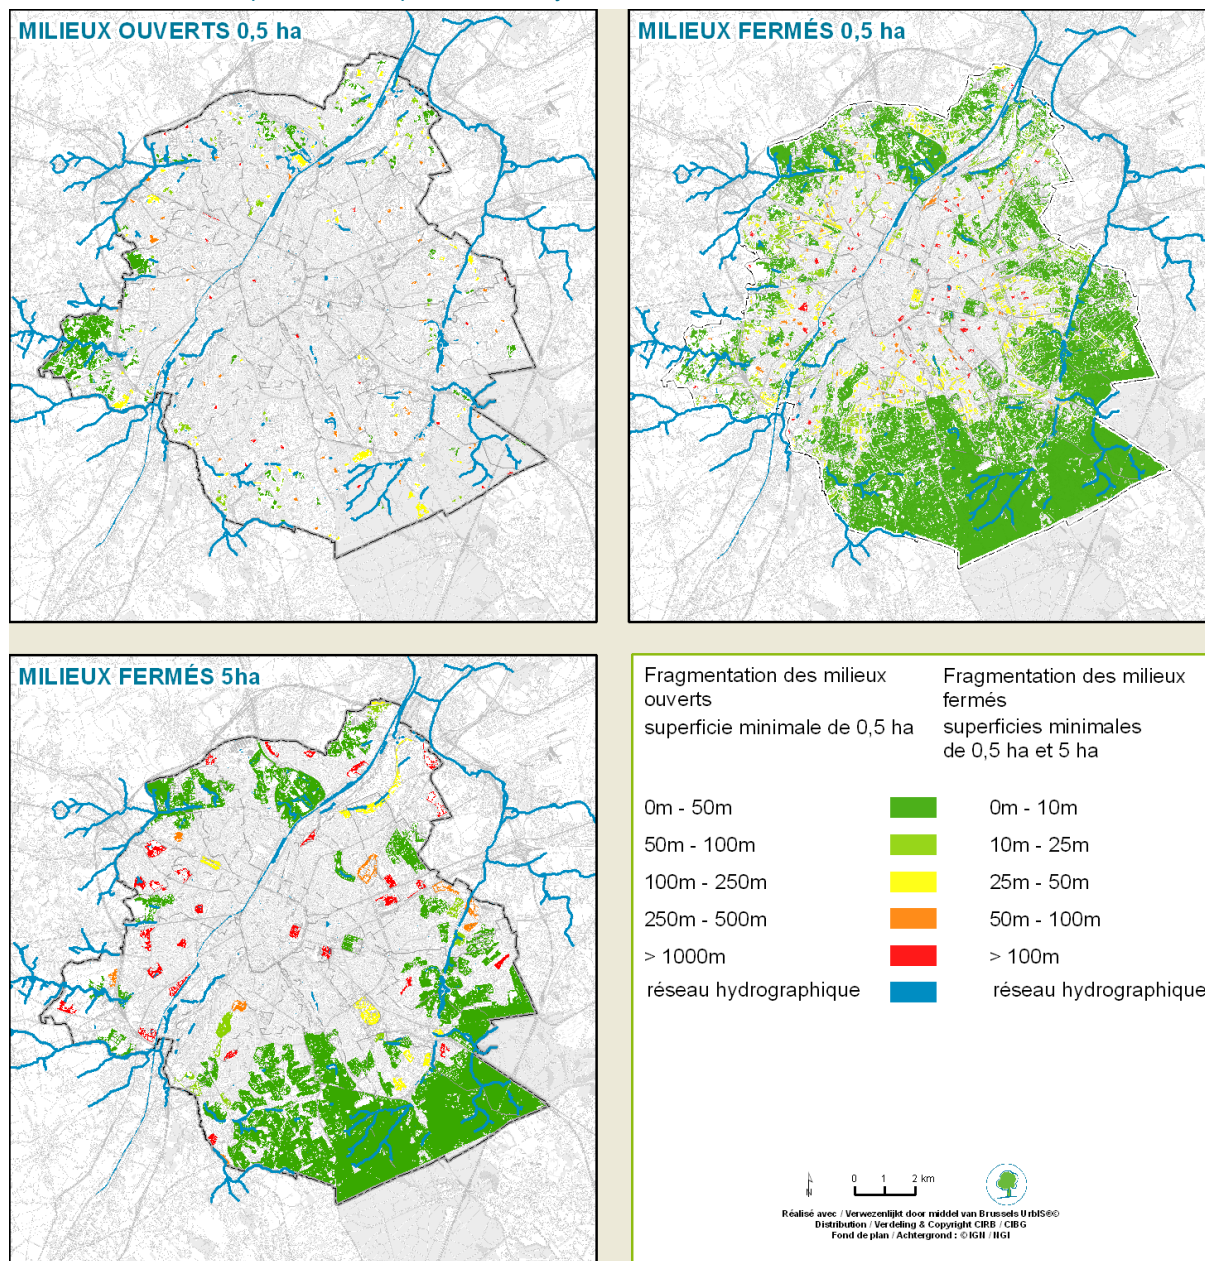 MILIEUX OUVERTS 0,5 ha
MILIEUX FERMÉS 0,5 ha
MILIEUX FERMÉS 5ha
Fragmentation des milieux
ouverts
superficie minimale de 0,5 ha
Fragmentation des milieux
fermés
superficies minimales
de 0,5 ha et 5 ha
0m - 50m
0m - 10m
50m - 100m
10m - 25m
100m - 250m
25m - 50m
250m - 500m
50m - 100m
> 1000m
> 100m
réseau hydrographique
réseau hydrographique
N
0 1 2 km
Réalisé avec / Verwezenlijkt door middel van Brussels UrbIS®©
Distribution / Verdeling & Copyright CIRB / CIBG
Fond de plan / Achtergrond : © IGN / NGI